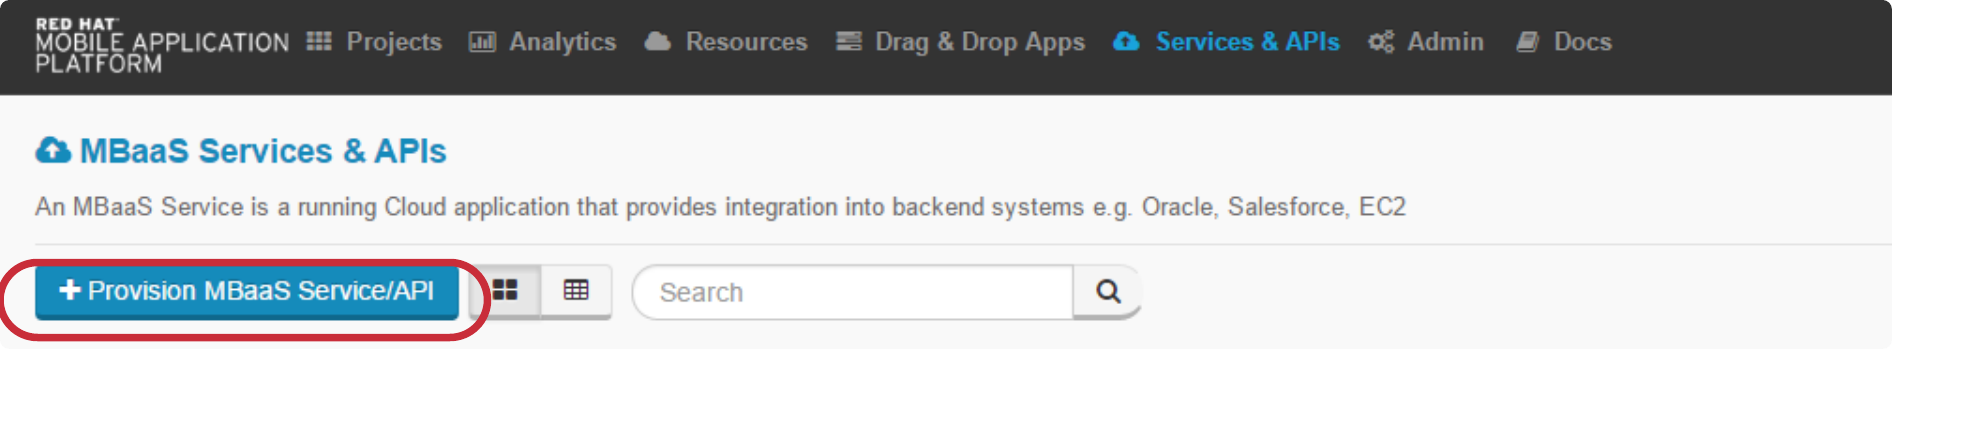 RED HAT
MOBILE APPLICATION
PLATFORM
Projects Analytics Resources Drag & Drop Apps Services & APIs Admin Docs
MBaaS Services & APIs
An MBaaS Service is a running Cloud application that provides integration into backend systems e.g. Oracle, Salesforce, EC2
+ Provision MBaaS Service/API Search